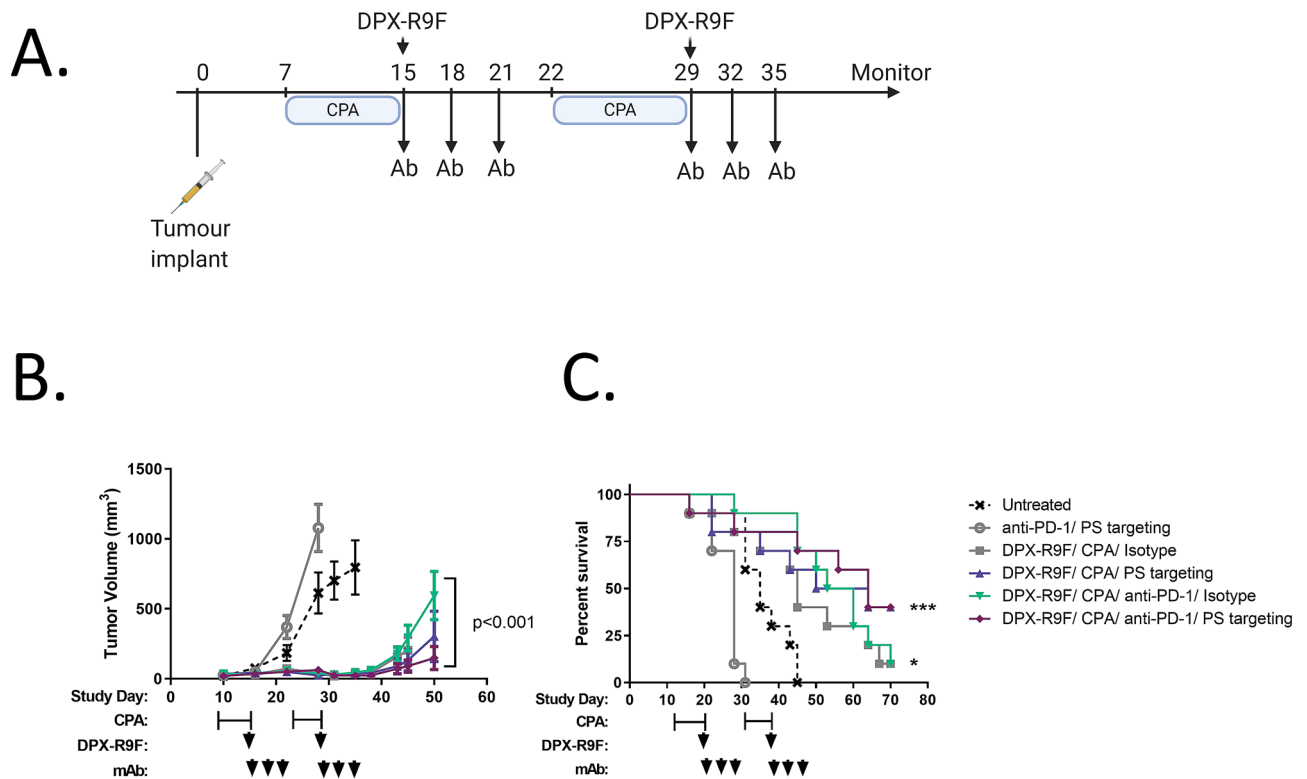 A.
DPX-R9F DPX-R9F
0 7 15 18 21 22 29 32 35 Monitor
CPA CPA
Ab Ab Ab Ab Ab Ab
Tumour
implant
B.
Tumor Volume (mm³)
1500
1000
500
0
0 10 20 30 40 50 60
p<0.001
Study Day:
CPA:
DPX-R9F:
mAb:
C.
Percent survival
100
75
50
25
0
0 10 20 30 40 50 60 70 80
***
*
Study Day:
CPA:
DPX-R9F:
mAb:
Untreated
anti-PD-1/ PS targeting
DPX-R9F/ CPA/ Isotype
DPX-R9F/ CPA/ PS targeting
DPX-R9F/ CPA/ anti-PD-1/ Isotype
DPX-R9F/ CPA/ anti-PD-1/ PS targeting